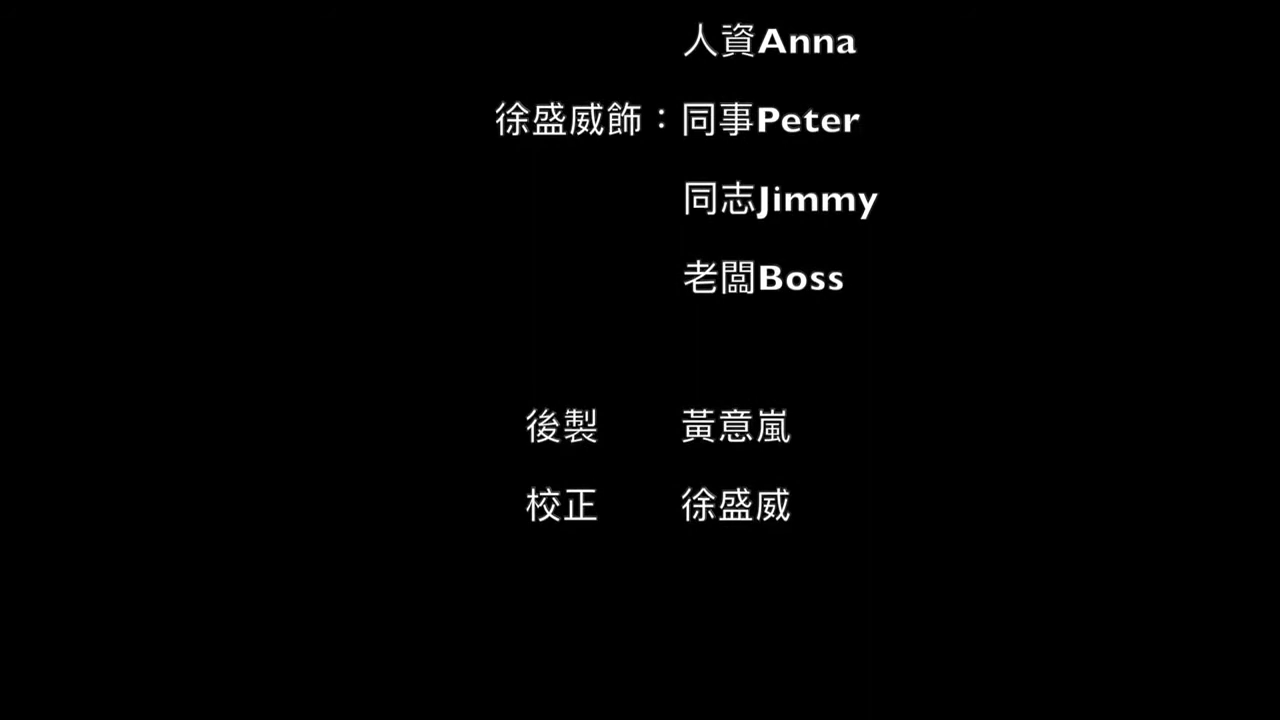 人資Anna
徐盛威飾：同事Peter
同志Jimmy
老闆Boss
後製 黃意嵐
校正 徐盛威